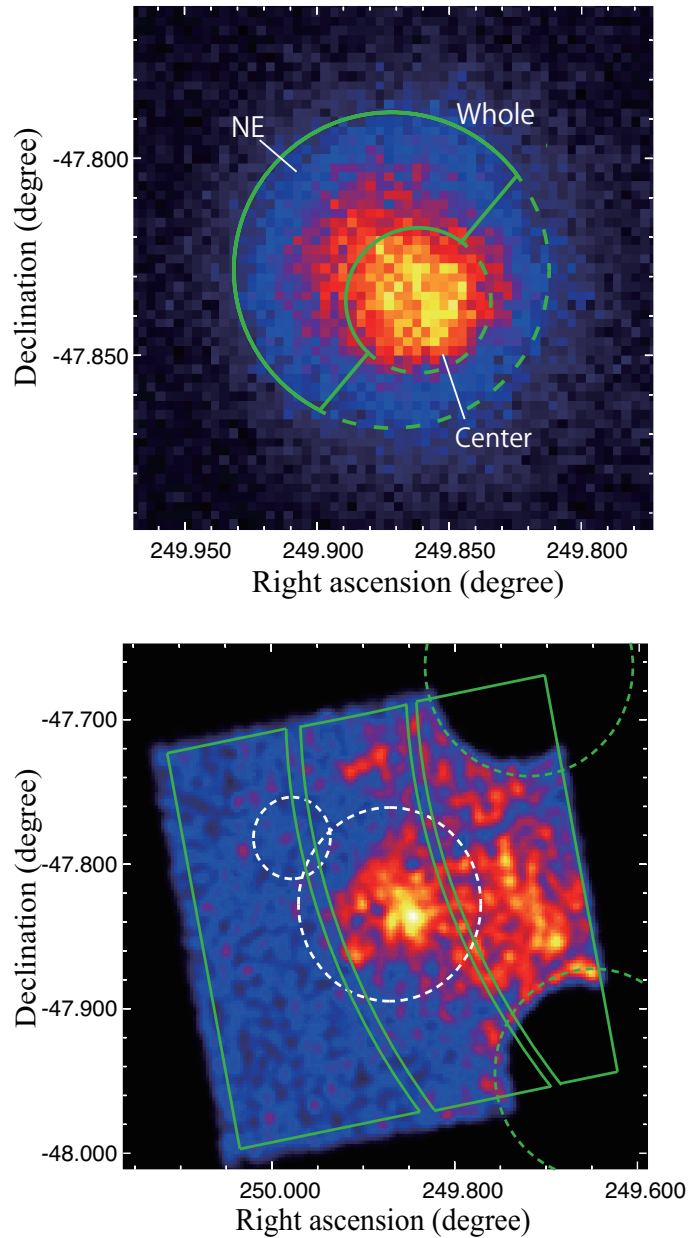 Whole
NE
-47.800
Declination (degree)
-47.850
Center
249.950 249.900 249.850 249.800
Right ascension (degree)
-47.700
-47.800
Declination (degree)
-47.900
-48.000
250.000 249.800 249.600
Right ascension (degree)